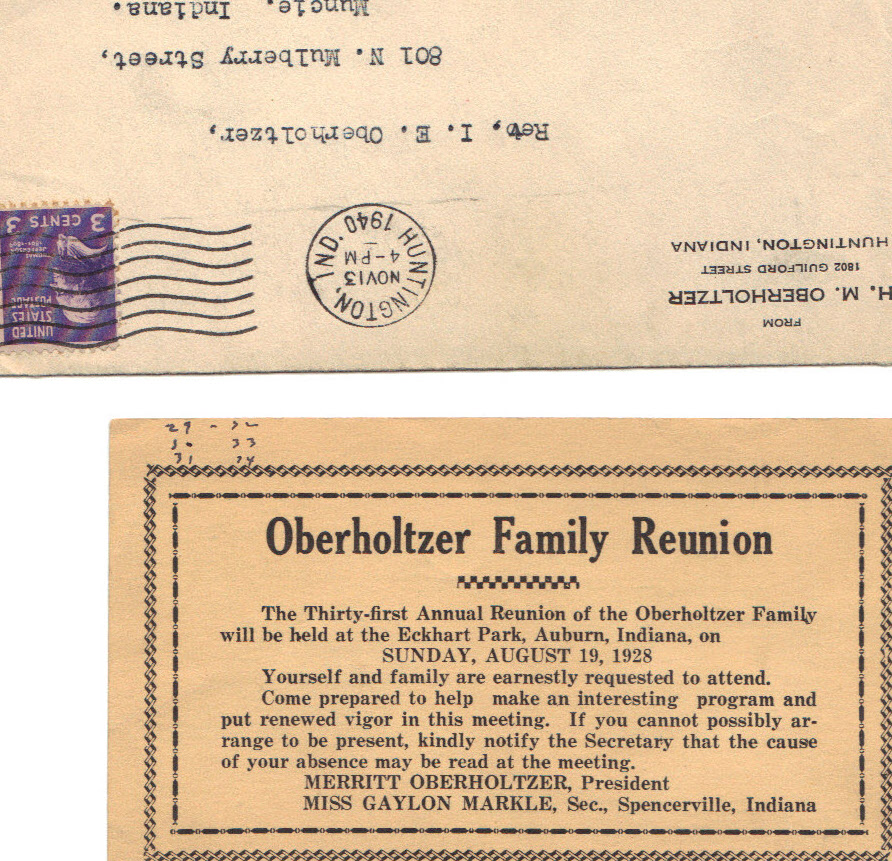 FROM
H. M. OBERHOLTZER
1802 GUILFORD STREET
HUNTINGTON, INDIANA
HUNTINGTON, IND.
NOV 13
4-PM
1940
UNITED
STATES
POSTAGE
THOMAS
JEFFERSON
3 CENTS 3
Rev, I. E. Oberholtzer,
801 N. Mulberry Street,
Muncie. Indiana.
29 - 32
30 33
31 34
Oberholtzer Family Reunion
The Thirty-first Annual Reunion of the Oberholtzer Family
will be held at the Eckhart Park, Auburn, Indiana, on
SUNDAY, AUGUST 19, 1928
Yourself and family are earnestly requested to attend.
Come prepared to help make an interesting program and
put renewed vigor in this meeting. If you cannot possibly ar-
range to be present, kindly notify the Secretary that the cause
of your absence may be read at the meeting.
MERRITT OBERHOLTZER, President
MISS GAYLON MARKLE, Sec., Spencerville, Indiana